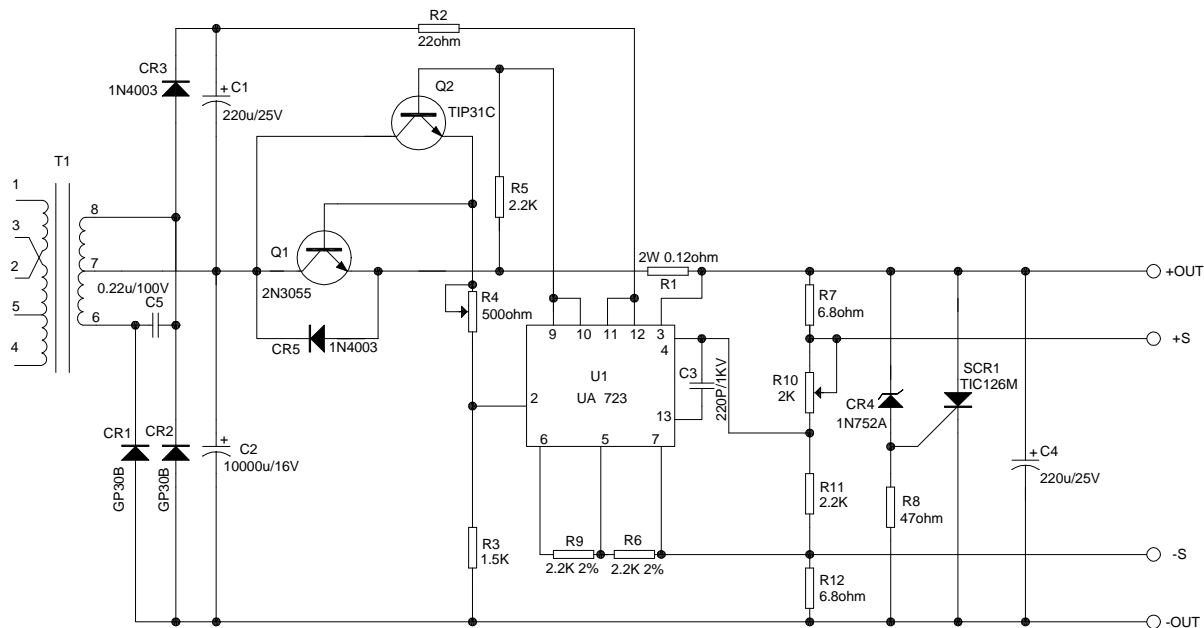 R2
22ohm
CR3
1N4003
+
C1
220u/25V
Q2
TIP31C
T1
1
3
2
5
4
8
7
6
0.22u/100V
C5
Q1
2N3055
R5
2.2K
2W 0.12ohm
R1
+OUT
R4
500ohm
CR5
1N4003
9
10
11
12
3
4
U1
UA 723
2
13
6
5
7
C3
220P/1KV
R7
6.8ohm
+S
R10
2K
CR4
1N752A
SCR1
TIC126M
CR1
GP30B
CR2
GP30B
+
C2
10000u/16V
+
C4
220u/25V
R11
2.2K
R8
47ohm
R3
1.5K
R9
2.2K 2%
R6
2.2K 2%
-S
R12
6.8ohm
-OUT